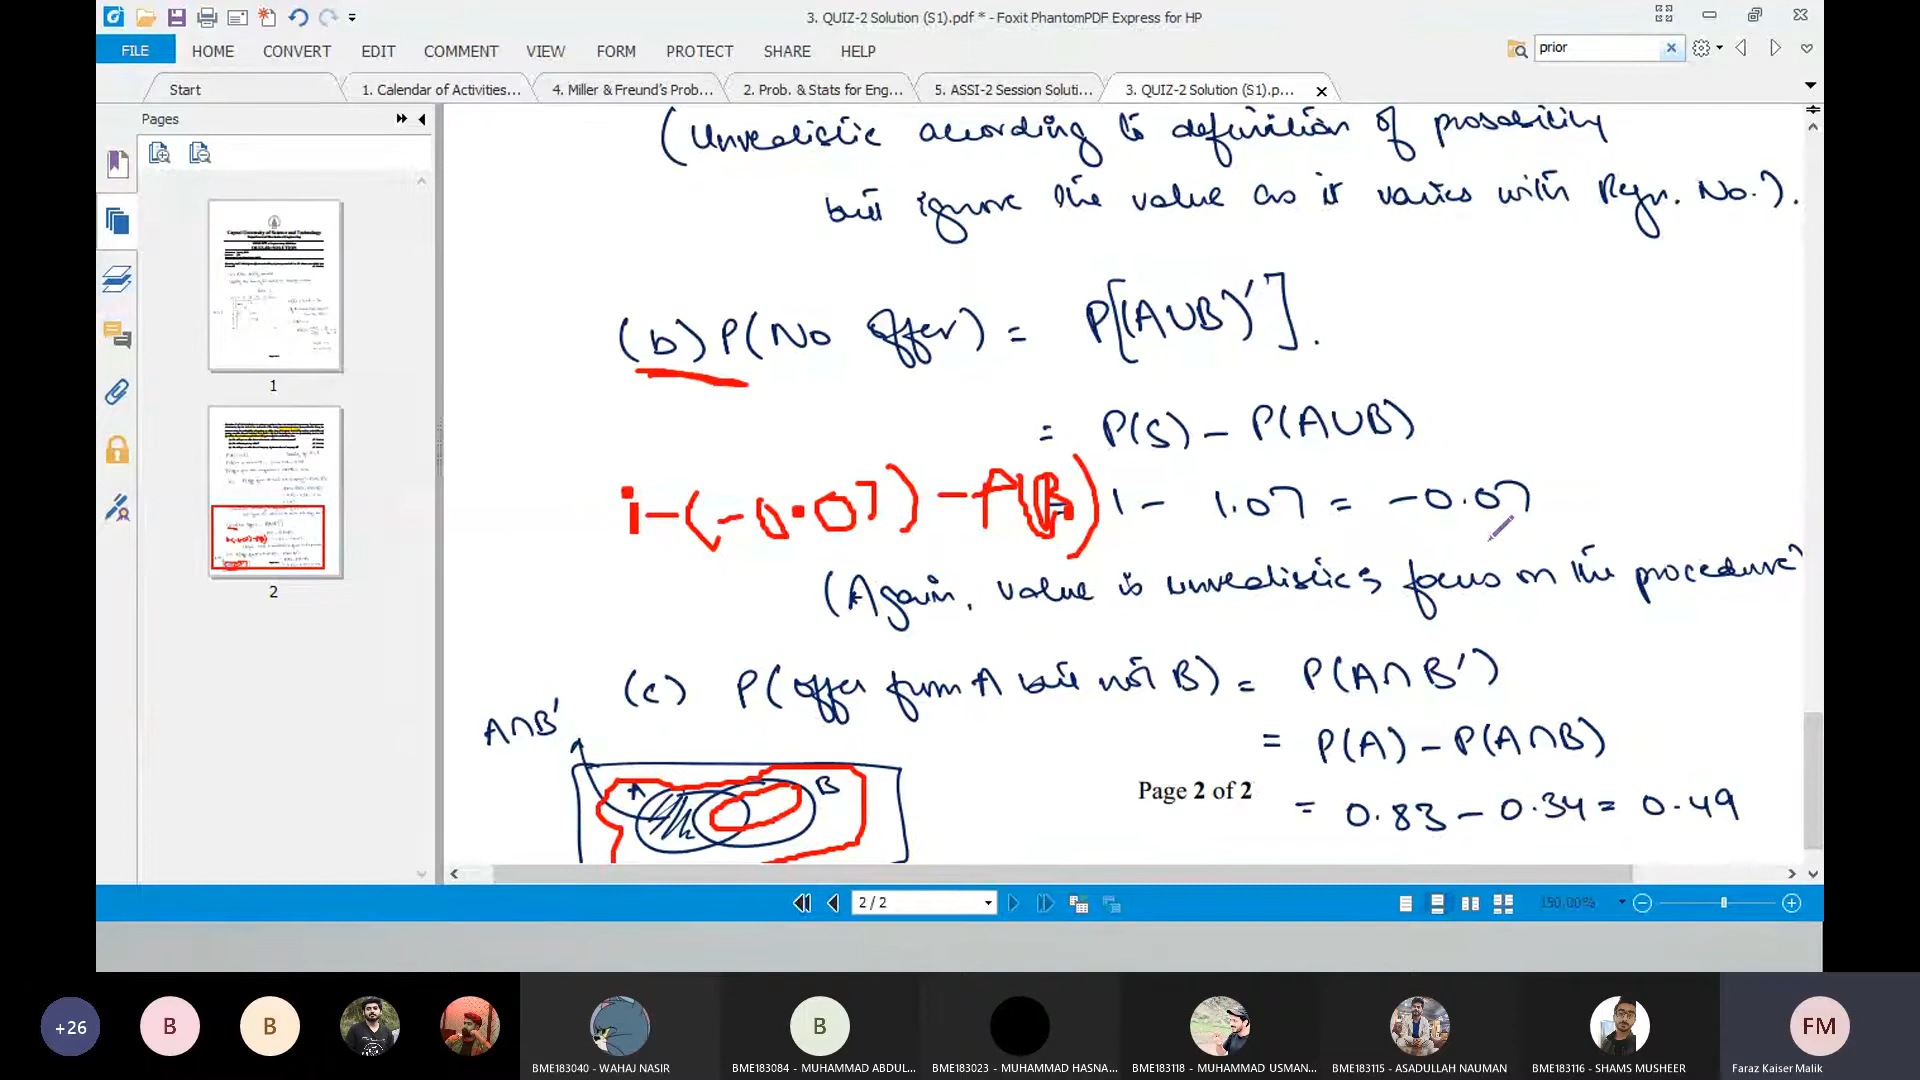 3. QUIZ-2 Solution (S1).pdf * - Foxit PhantomPDF Express for HP
FILE HOME CONVERT EDIT COMMENT VIEW FORM PROTECT SHARE HELP
prior
Start
1. Calendar of Activities...
4. Miller & Freund's Prob...
2. Prob. & Stats for Eng...
5. ASSI-2 Session Soluti...
3. QUIZ-2 Solution (S1).p...
Pages
1
2
(Unrealistic according to definition of probability
but ignore the value as it varies with Regn. No.).
(b) P(No offer) = P[(A∪B)'].
= P(S) - P(A∪B)
1-(-0.07)-P(B)
= 1 - 1.07 = -0.07
(Again, value is unrealistic; focus on the procedure)
(c) P(offer from A but not B) = P(A∩B')
A∩B'
= P(A) - P(A∩B)
A B
Page 2 of 2
= 0.83 - 0.34 = 0.49
2 / 2
150.00%
+26
B
B
B
FM
BME183040 - WAHAJ NASIR
BME183084 - MUHAMMAD ABDUL...
BME183023 - MUHAMMAD HASNA...
BME183118 - MUHAMMAD USMAN...
BME183115 - ASADULLAH NAUMAN
BME183116 - SHAMS MUSHEER
Faraz Kaiser Malik